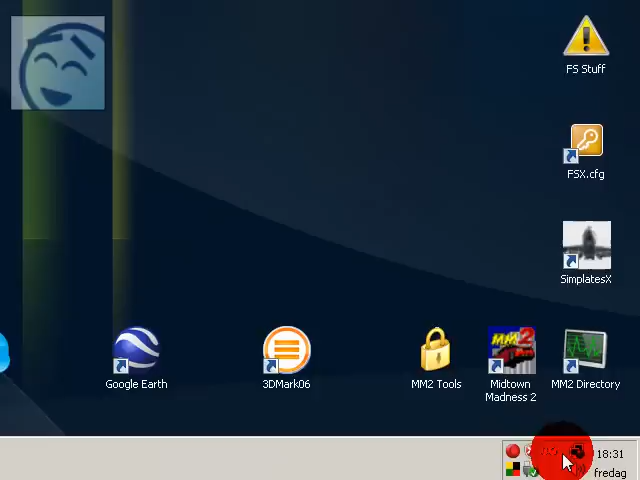 FS Stuff
FSX.cfg
SimplatesX
Google Earth
3DMark06
MM2 Tools
Midtown
Madness 2
MM2 Directory
18:31
fredag